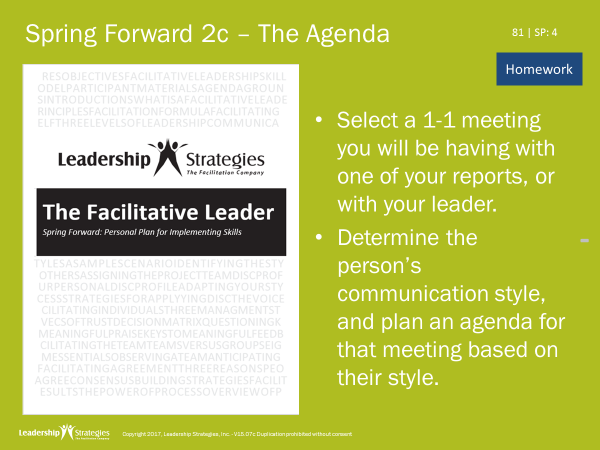 Spring Forward 2c – The Agenda
81 | SP: 4
Homework
RESOBJECTIVESFACILITATIVELEADERSHIPSKILL
ODELPARTICIPANTMATERIALSAGENDAGROUN
SINTRODUCTIONSWHATISAFACILITATIVELEADE
RINCIPLESFACILITATIONFORMULAFACILITATING
ELFTHREELEVELSOFLEADERSHIPCOMMUNICA
Leadership Strategies
The Facilitation Company
The Facilitative Leader
Spring Forward: Personal Plan for Implementing Skills
TYLESASAMPLESCENARIOIDENTIFYINGTHESTY
OTHERSASSIGNINGTHEPROJECTTEAMDISCPROF
URPERSONALDISCPROFILEADAPTINGYOURSTY
CESSSTRATEGIESFORAPPLYYINGDISCTHEVOICE
CILITATINGINDIVIDUALSTHREEMANAGMENTST
VECSOFTRUSTDECISIONMATRIXQUESTIONINGK
MEANINGFULPRAISEKEYSTOMEANINGFULFEEDB
CILITATINGTHETEAMTEAMSVERSUSGROUPSEIG
MESSENTIALSOBSERVINGATEAMANTICIPATING
FACILITATINGAGREEMENTTHREEREASONSPEO
AGREECONSENSUSBUILDINGSTRATEGIESFACILIT
ESULTSTHEPOWEROFPROCESSOVERVIEWOFP
• Select a 1-1 meeting
you will be having with
one of your reports, or
with your leader.
• Determine the
person's
communication style,
and plan an agenda for
that meeting based on
their style.
Leadership Strategies
The Facilitation Company
Copyright 2017, Leadership Strategies, Inc. - V15.07c Duplication prohibited without consent